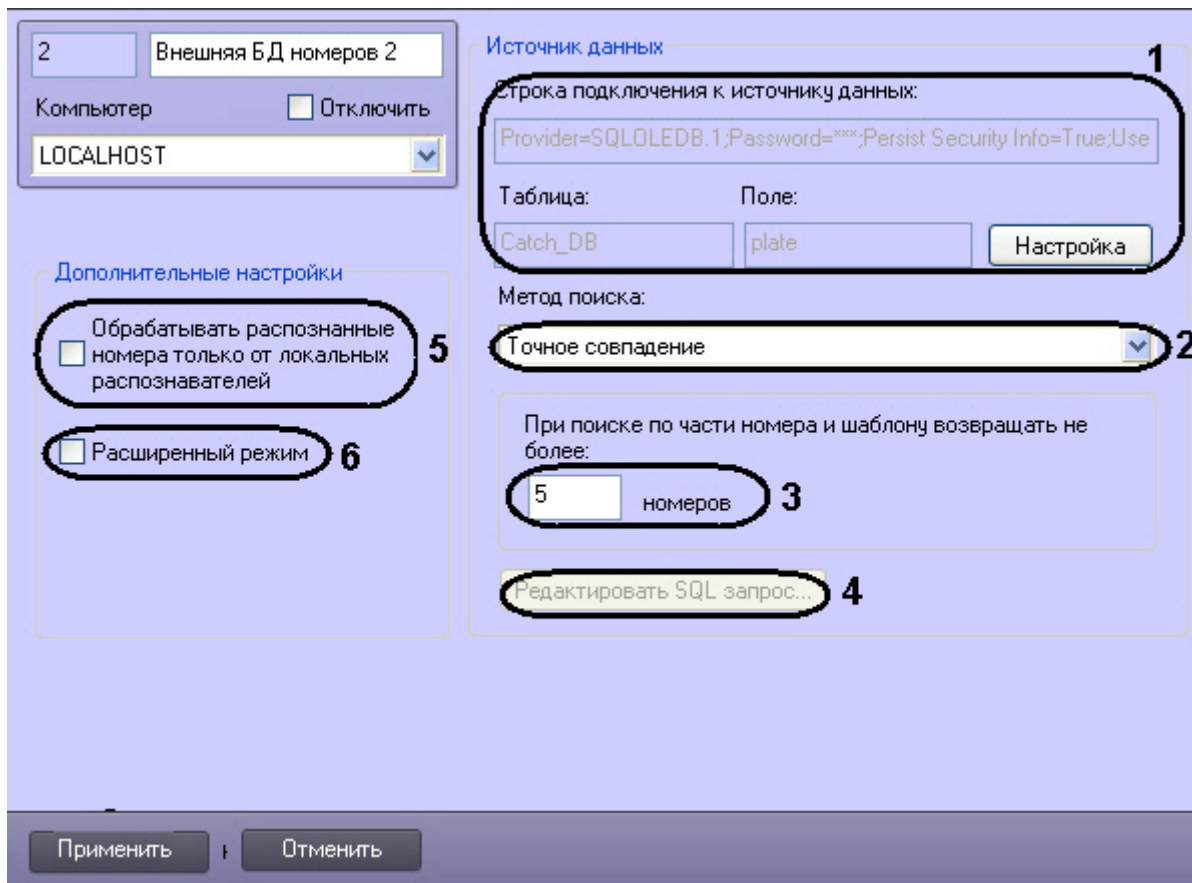 2
Внешняя БД номеров 2
Компьютер
Отключить
LOCALHOST
Источник данных
1
Строка подключения к источнику данных:
Provider=SQLOLEDB.1;Password=***;Persist Security Info=True;Use
Таблица:
Поле:
Catch_DB
plate
Настройка
Метод поиска:
Точное совпадение
2
При поиске по части номера и шаблону возвращать не
более:
5
номеров
3
Редактировать SQL запрос...
4
Дополнительные настройки
Обрабатывать распознанные
номера только от локальных
распознавателей
5
Расширенный режим
6
Применить
Отменить